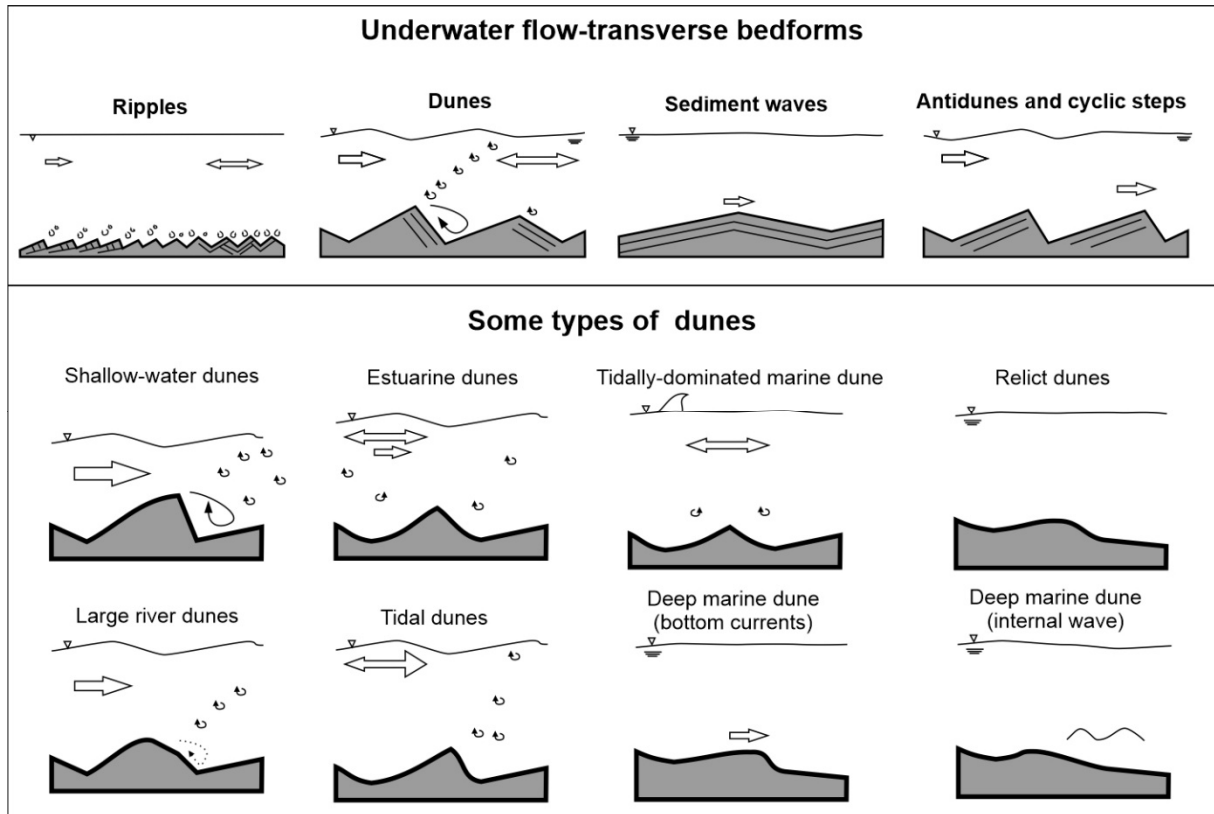 Underwater flow-transverse bedforms
Ripples
Dunes
Sediment waves
Antidunes and cyclic steps
Some types of dunes
Shallow-water dunes
Estuarine dunes
Tidally-dominated marine dune
Relict dunes
Large river dunes
Tidal dunes
Deep marine dune
(bottom currents)
Deep marine dune
(internal wave)